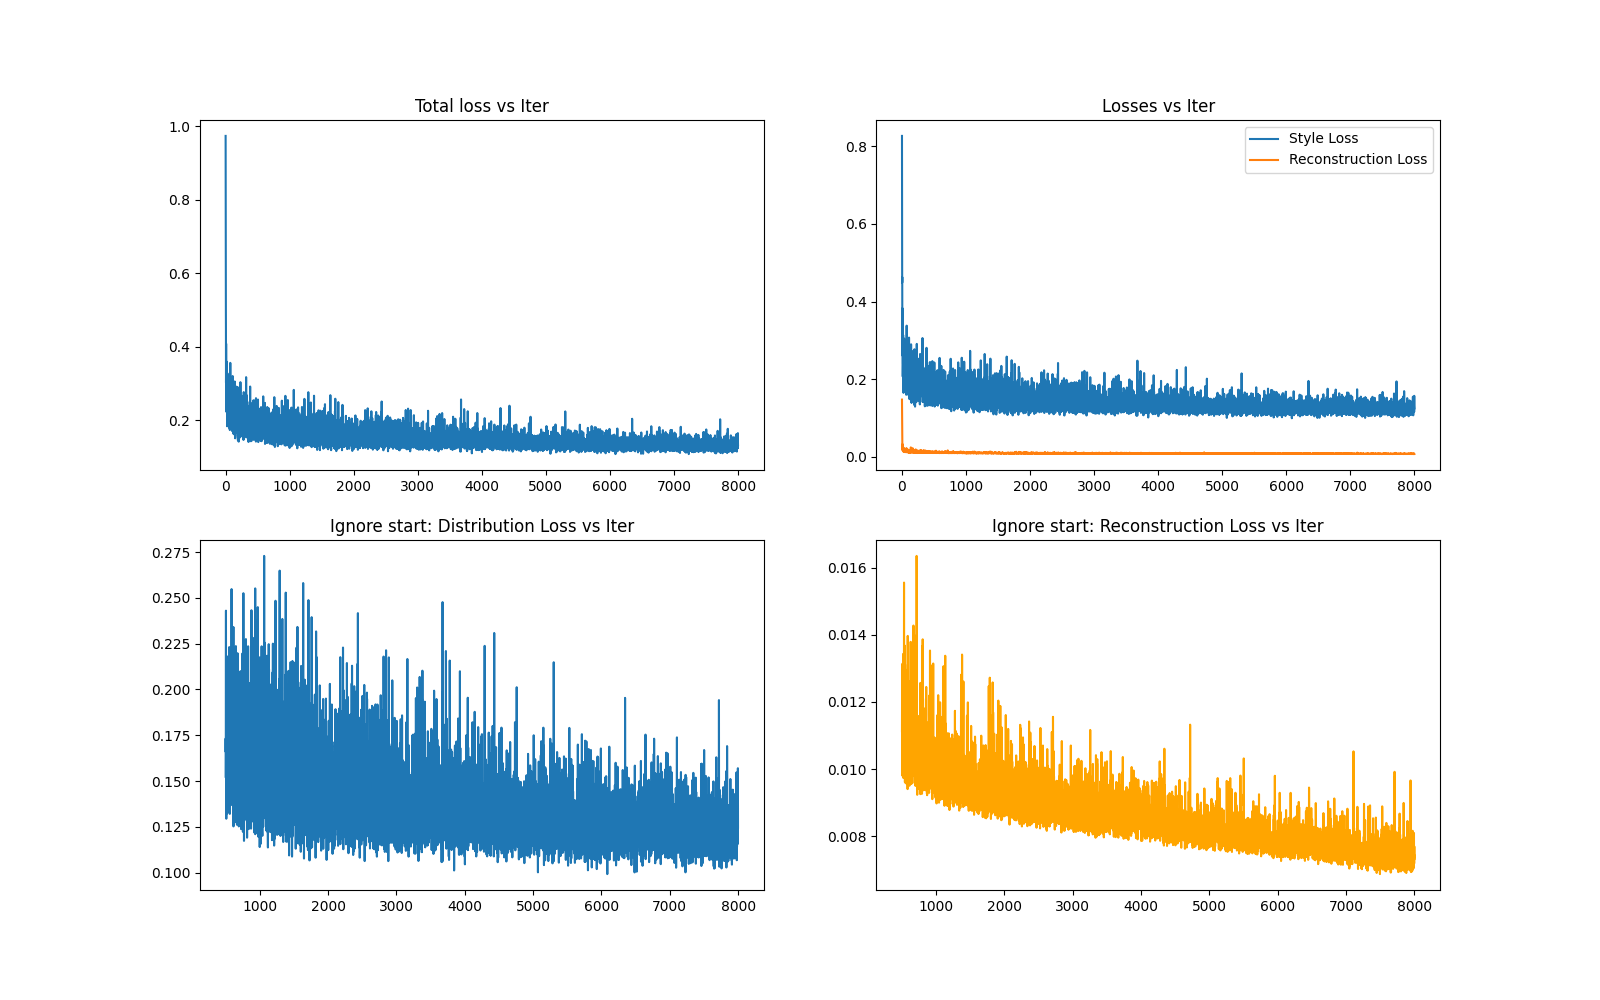 Total loss vs Iter
1.0
0.8
0.6
0.4
0.2
0 1000 2000 3000 4000 5000 6000 7000 8000
Losses vs Iter
Style Loss
Reconstruction Loss
0.8
0.6
0.4
0.2
0.0
0 1000 2000 3000 4000 5000 6000 7000 8000
Ignore start: Distribution Loss vs Iter
0.275
0.250
0.225
0.200
0.175
0.150
0.125
0.100
1000 2000 3000 4000 5000 6000 7000 8000
Ignore start: Reconstruction Loss vs Iter
0.016
0.014
0.012
0.010
0.008
1000 2000 3000 4000 5000 6000 7000 8000